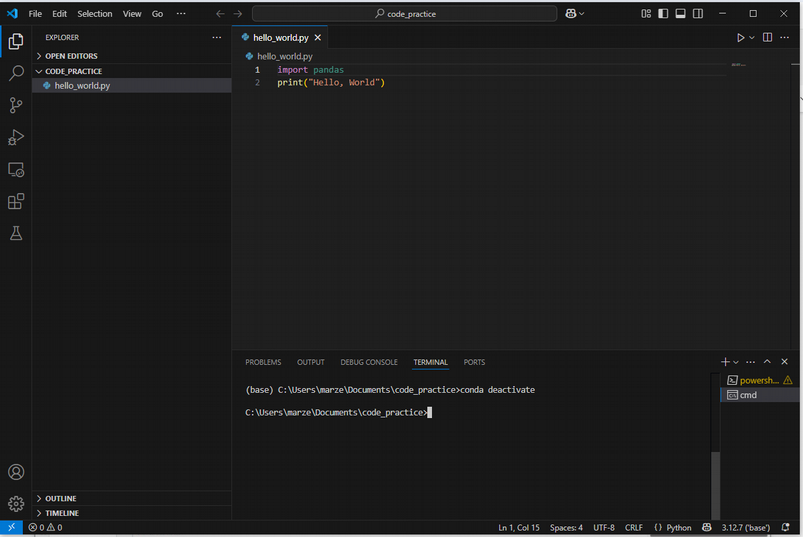 File Edit Selection View Go ··· code_practice
EXPLORER ···
OPEN EDITORS
CODE_PRACTICE
hello_world.py
hello_world.py
hello_world.py
1 import pandas
2 print("Hello, World")
PROBLEMS OUTPUT DEBUG CONSOLE TERMINAL PORTS
(base) C:\Users\marze\Documents\code_practice>conda deactivate
C:\Users\marze\Documents\code_practice>
powersh...
cmd
OUTLINE
TIMELINE
0 0 Ln 1, Col 15 Spaces: 4 UTF-8 CRLF {} Python 3.12.7 ('base')